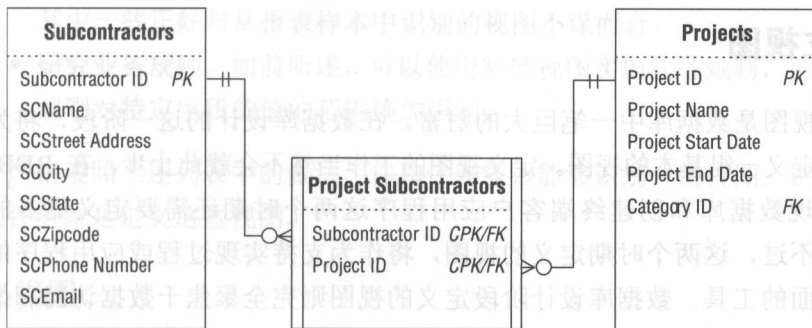 Subcontractors
Subcontractor ID PK
SCName
SCStreet Address
SCCity
SCState
SCZipcode
SCPhone Number
SCEmail
Project Subcontractors
Subcontractor ID CPK/FK
Project ID CPK/FK
Projects
Project ID PK
Project Name
Project Start Date
Project End Date
Category ID FK